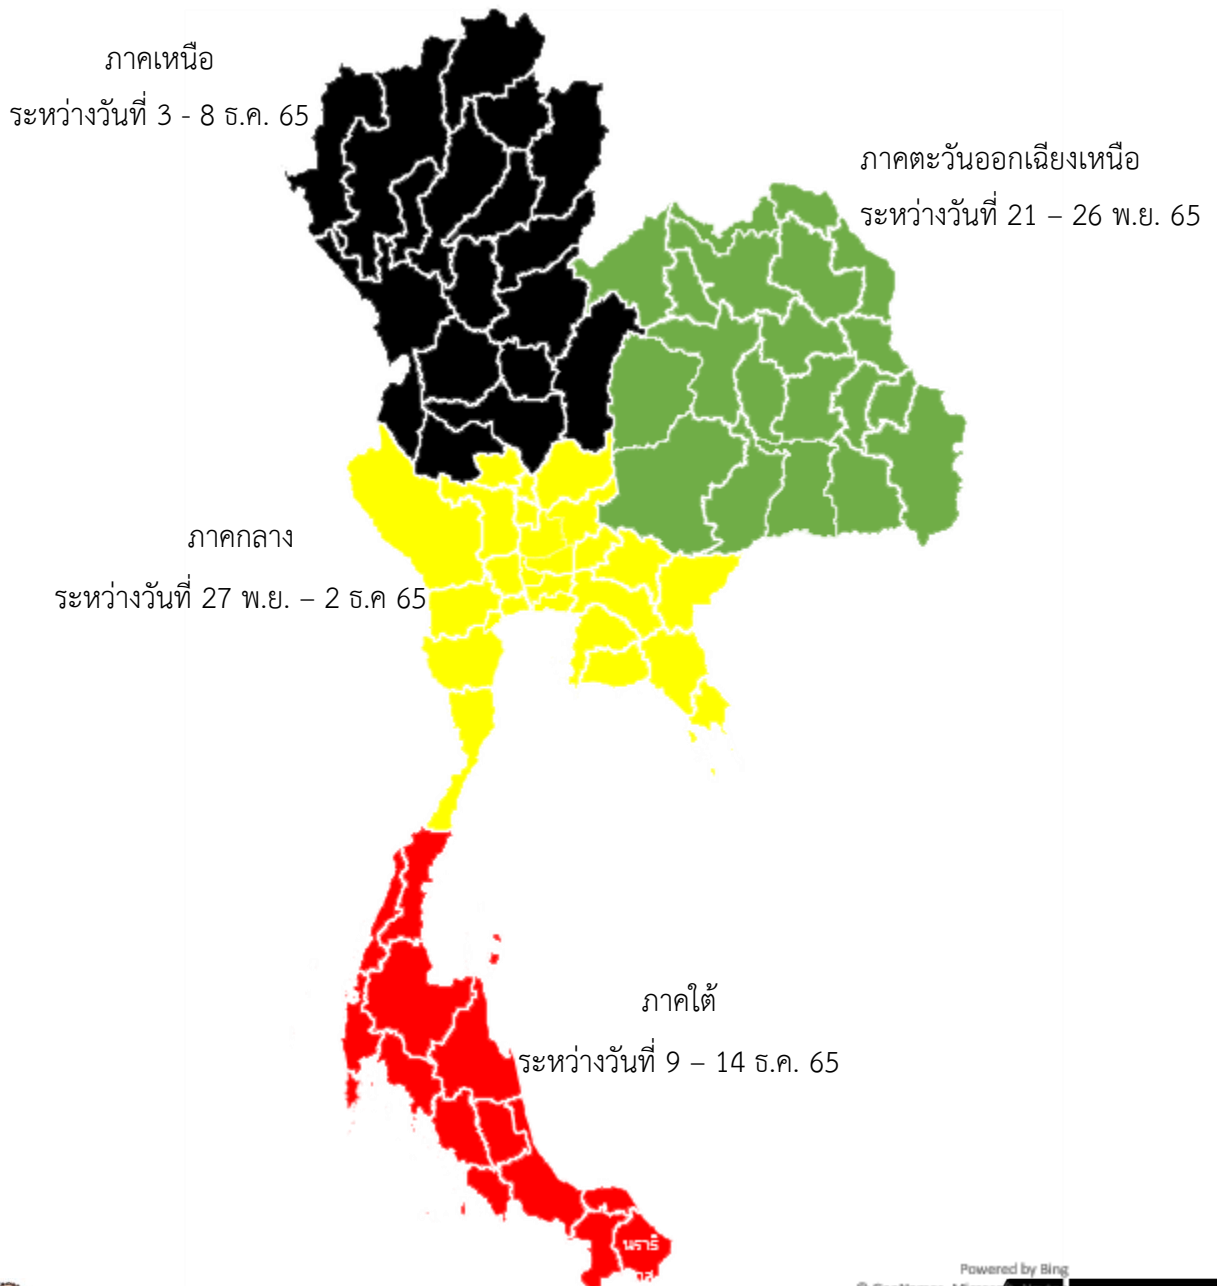 ภาคเหนือ
ระหว่างวันที่ 3 - 8 ธ.ค. 65
ภาคตะวันออกเฉียงเหนือ
ระหว่างวันที่ 21 – 26 พ.ย. 65
ภาคกลาง
ระหว่างวันที่ 27 พ.ย. – 2 ธ.ค 65
ภาคใต้
ระหว่างวันที่ 9 – 14 ธ.ค. 65
นราธิ
Powered by Bing